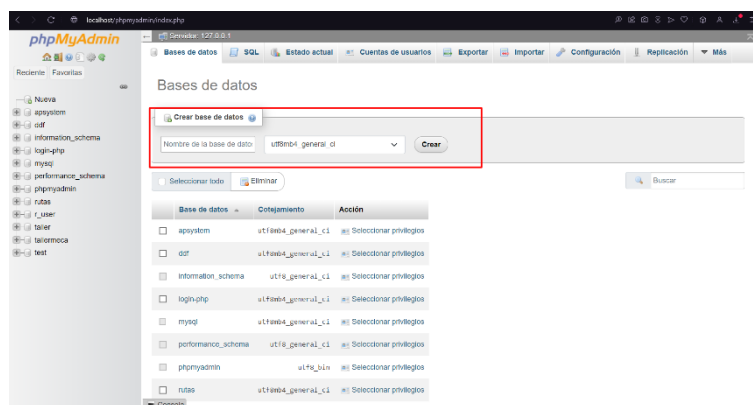 localhost/phpmyadmin/index.php
phpMyAdmin
Reciente Favoritas
Nueva
apsystem
ddf
information_schema
login-php
mysql
performance_schema
phpmyadmin
rutas
r_user
taller
tallermoca
test
Servidor: 127.0.0.1
Bases de datos SQL Estado actual Cuentas de usuarios Exportar Importar Configuración Replicación Más
Bases de datos
Crear base de datos
Nombre de la base de dato utf8mb4_general_ci Crear
Seleccionar todo Eliminar Buscar
Base de datos Cotejamiento Acción
apsystem utf8mb4_general_ci Seleccionar privilegios
ddf utf8mb4_general_ci Seleccionar privilegios
information_schema utf8_general_ci Seleccionar privilegios
login-php utf8mb4_general_ci Seleccionar privilegios
mysql utf8mb4_general_ci Seleccionar privilegios
performance_schema utf8_general_ci Seleccionar privilegios
phpmyadmin utf8_bin Seleccionar privilegios
rutas utf8mb4_general_ci Seleccionar privilegios
Consola